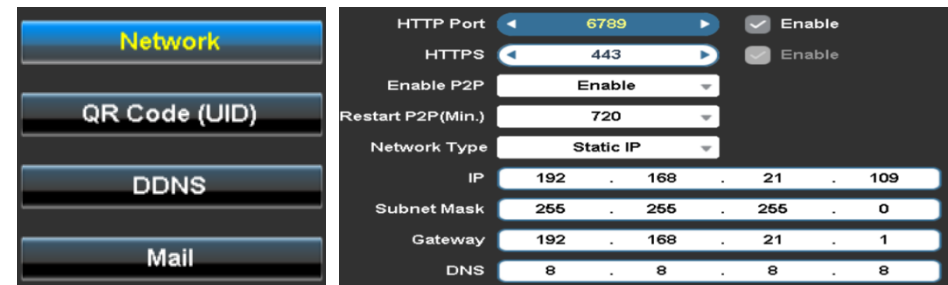 Network
QR Code (UID)
DDNS
Mail
HTTP Port 6789 Enable
HTTPS 443 Enable
Enable P2P Enable
Restart P2P(Min.) 720
Network Type Static IP
IP 192 . 168 . 21 . 109
Subnet Mask 255 . 255 . 255 . 0
Gateway 192 . 168 . 21 . 1
DNS 8 . 8 . 8 . 8